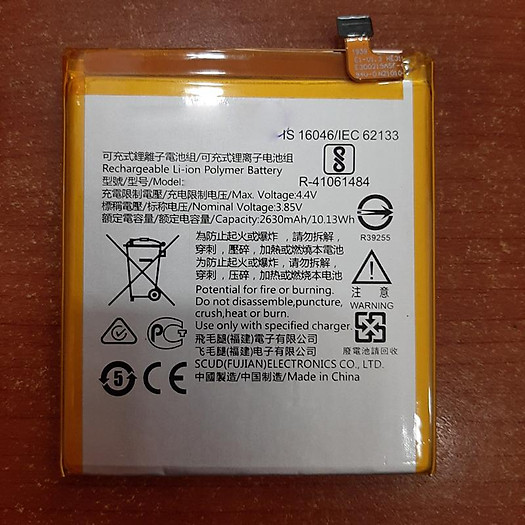 IS 16046/IEC 62133
可充式鋰離子電池組/可充式锂离子电池组
Rechargeable Li-ion Polymer Battery
型號/型号/Model:
R-41061484
充電限制電壓/充电限制电压/Max. Voltage:4.4V
標稱電壓/标称电压/Nominal Voltage:3.85V
額定電容量/额定电容量/Capacity:2630mAh/10.13Wh
R39255
為防止起火或爆炸，請勿拆解，
穿刺，壓碎，加熱或燃燒本電池
为防止起火或爆炸，请勿拆解，
穿刺，压碎，加热或燃烧本电池
Potential for fire or burning.
Do not disassemble,puncture,
crush,heat or burn.
Use only with specified charger.
注 意
WARNING
飛毛腿(福建)電子有限公司
飞毛腿(福建)电子有限公司
SCUD(FUJIAN)ELECTRONICS CO.,LTD.
中國製造/中国制造/Made in China
廢電池請回收
5
CE